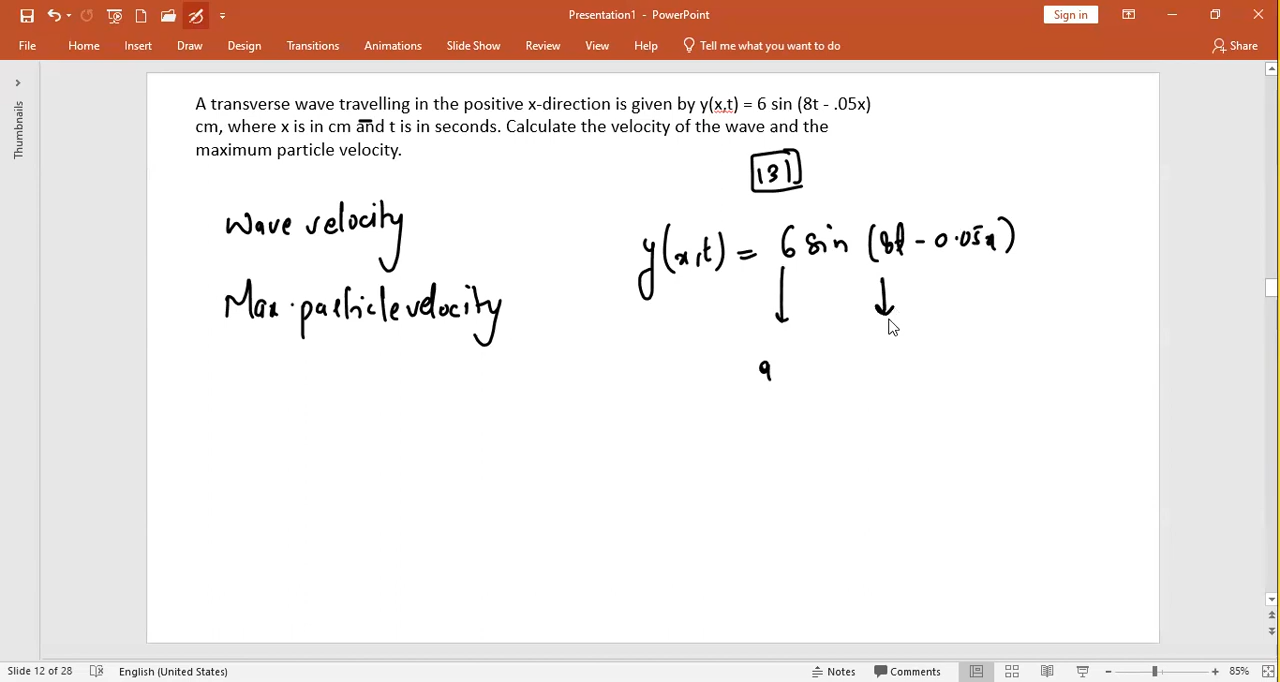 Presentation1 - PowerPoint
Sign in
File Home Insert Draw Design Transitions Animations Slide Show Review View Help Tell me what you want to do Share
Thumbnails
A transverse wave travelling in the positive x-direction is given by y(x,t) = 6 sin (8t - .05x)
cm, where x is in cm and t is in seconds. Calculate the velocity of the wave and the
maximum particle velocity.
|3|
Wave velocity
y(x,t) = 6 sin (8t - 0.05x)
Max. particle velocity
a
Slide 12 of 28 English (United States) Notes Comments 85%